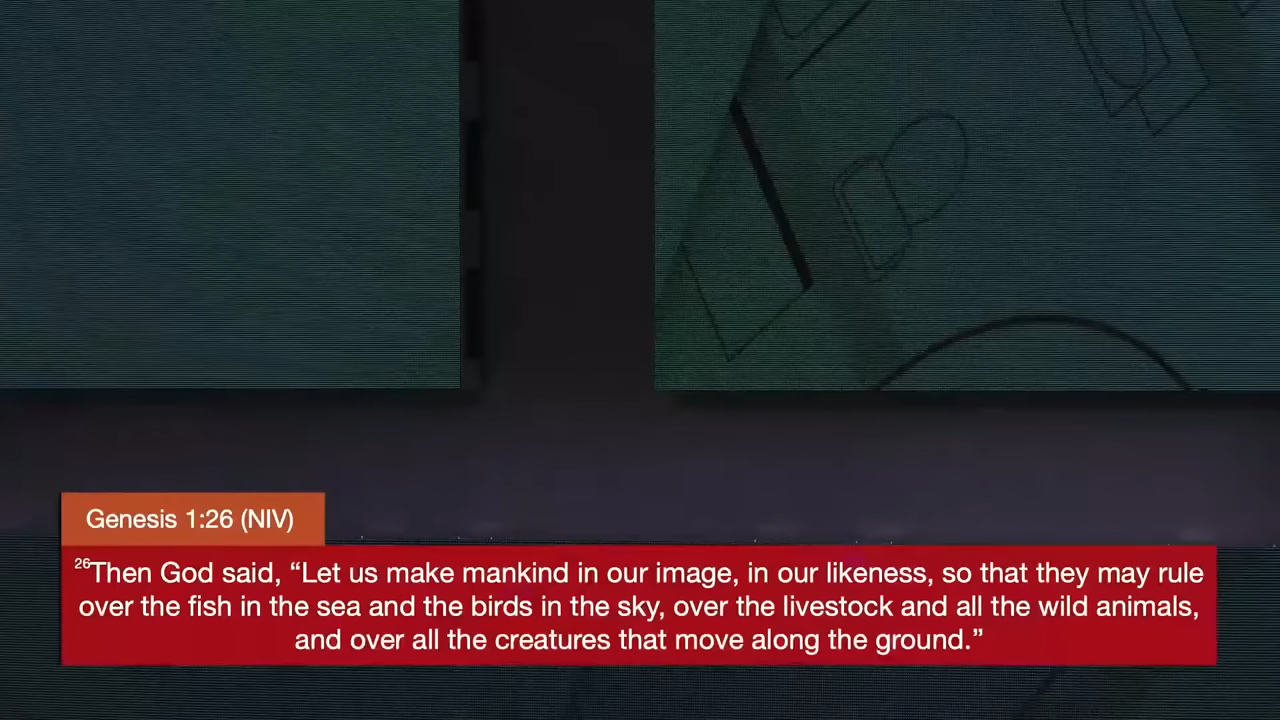 Genesis 1:26 (NIV)
26Then God said, “Let us make mankind in our image, in our likeness, so that they may rule
over the fish in the sea and the birds in the sky, over the livestock and all the wild animals,
and over all the creatures that move along the ground.”